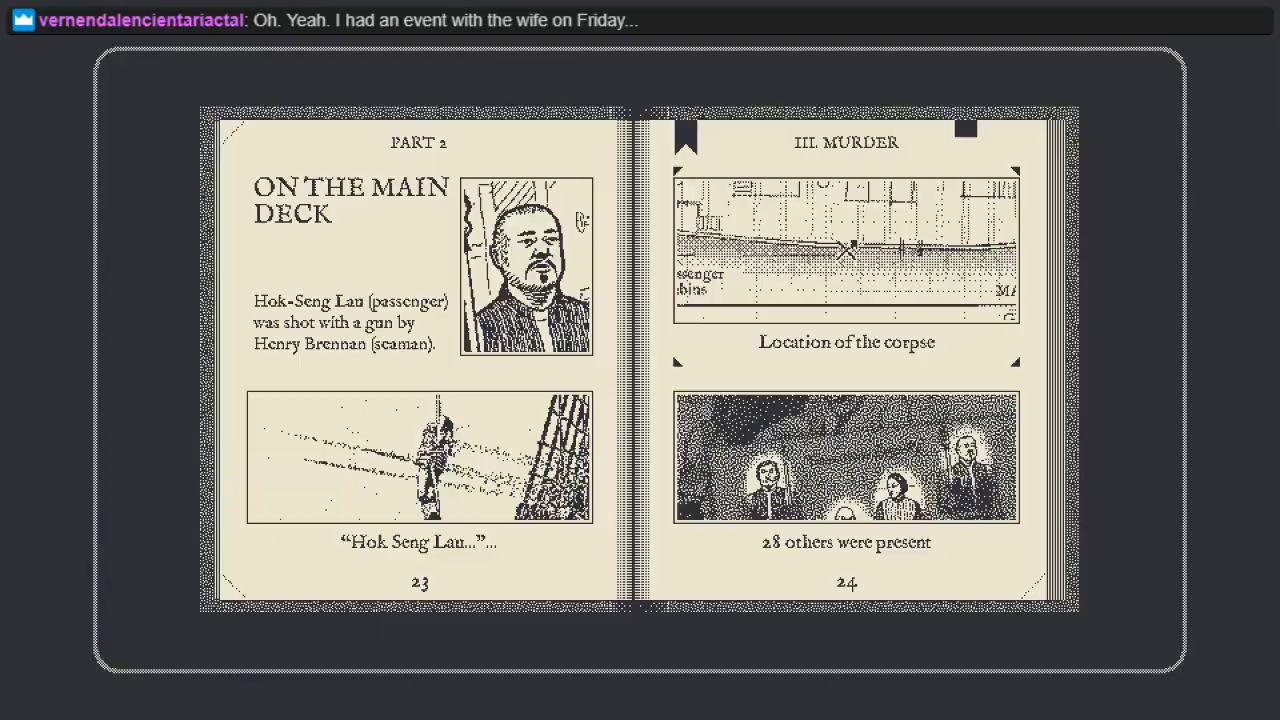 vernendalencientariactal: Oh. Yeah. I had an event with the wife on Friday...
PART 2
ON THE MAIN
DECK
Hok-Seng Lau (passenger)
was shot with a gun by
Henry Brennan (seaman).
"Hok Seng Lau..."...
23
III. MURDER
Location of the corpse
28 others were present
24